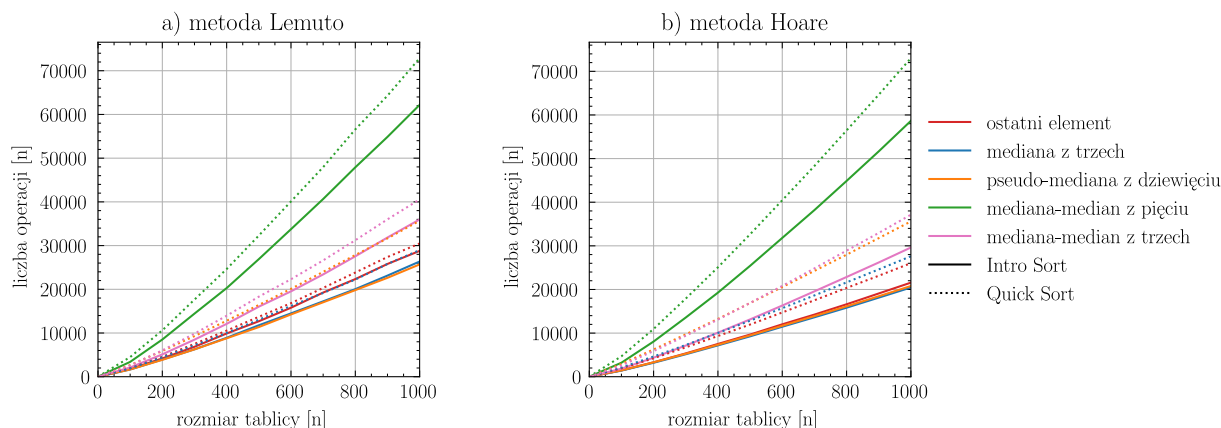 a) metoda Lemuto
70000
60000
50000
40000
30000
20000
10000
0
liczba operacji [n]
0 200 400 600 800 1000
rozmiar tablicy [n]
b) metoda Hoare
70000
60000
50000
40000
30000
20000
10000
0
liczba operacji [n]
0 200 400 600 800 1000
rozmiar tablicy [n]
ostatni element
mediana z trzech
pseudo-mediana z dziewięciu
mediana-median z pięciu
mediana-median z trzech
Intro Sort
Quick Sort